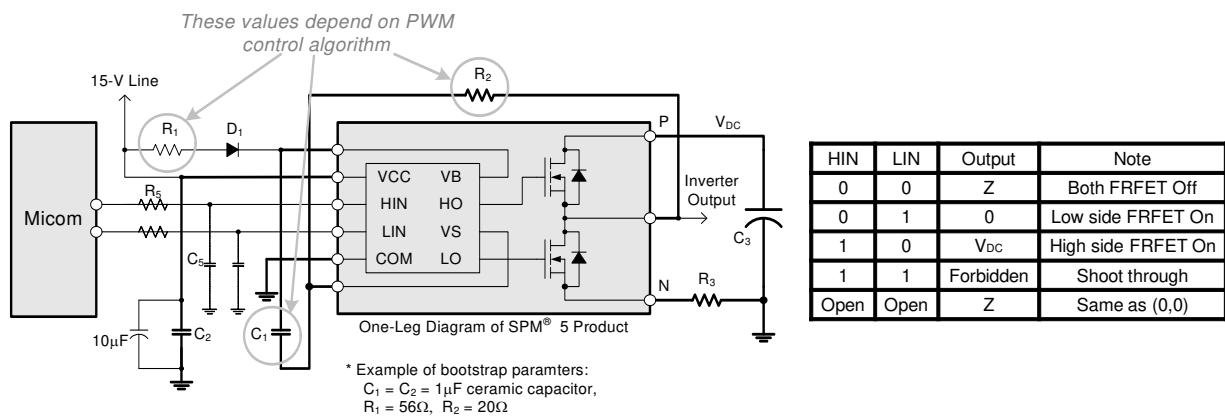 These values depend on PWM
control algorithm
15-V Line
R1
D1
R2
P
VDC
Micom
R5
VCC VB
HIN HO
LIN VS
COM LO
Inverter
Output
C5
C3
N
R3
10μF
C2
C1
One-Leg Diagram of SPM® 5 Product
* Example of bootstrap paramters:
C1 = C2 = 1μF ceramic capacitor,
R1 = 56Ω, R2 = 20Ω
HIN LIN Output Note
0 0 Z Both FRFET Off
0 1 0 Low side FRFET On
1 0 VDC High side FRFET On
1 1 Forbidden Shoot through
Open Open Z Same as (0,0)